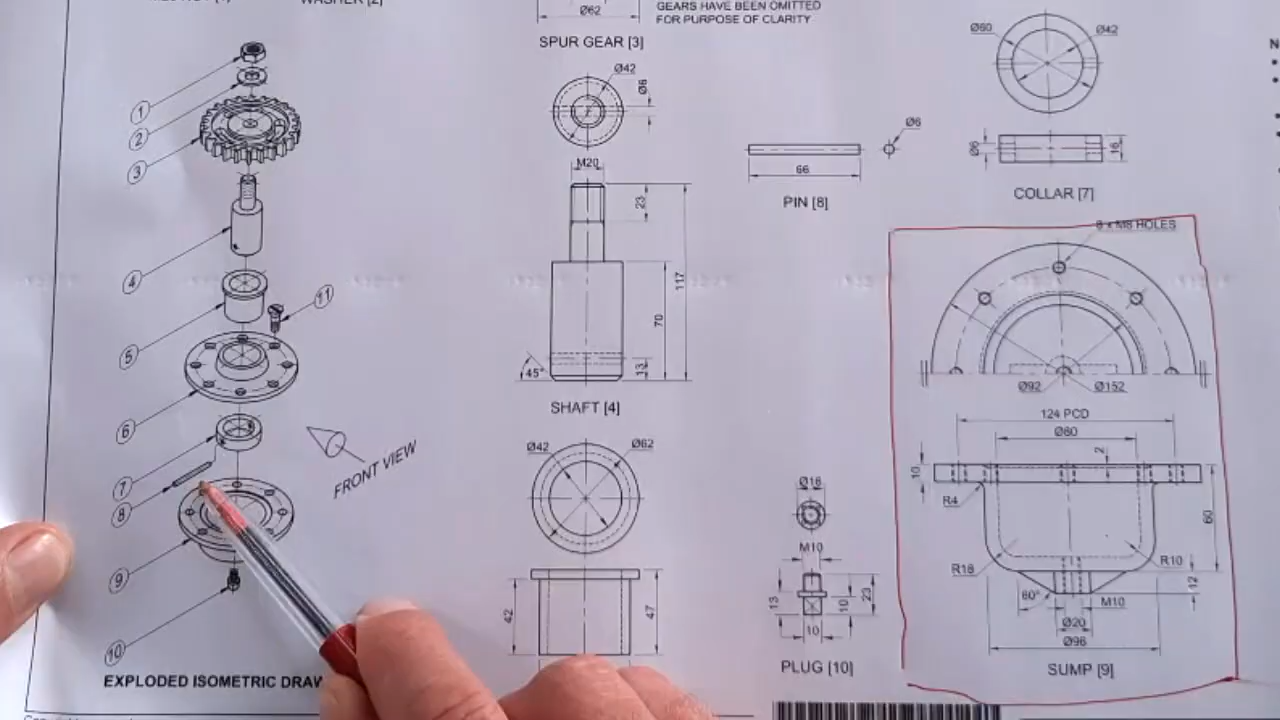 WASHER [2]
1
2
3
4
5
11
6
7
8
9
10
FRONT VIEW
EXPLODED ISOMETRIC
Ø62
GEARS HAVE BEEN OMITTED
FOR PURPOSE OF CLARITY
SPUR GEAR [3]
Ø42
Ø6
M20
23
117
70
13
45°
SHAFT [4]
Ø42
Ø62
42
47
Ø6
66
PIN [8]
Ø18
M10
13
10
23
10
PLUG [10]
Ø60
Ø42
Ø6
16
COLLAR [7]
8 x M8 HOLES
Ø92
Ø152
124 PCD
Ø80
2
10
R4
60
R18
R10
12
60°
M10
Ø20
Ø96
SUMP [9]